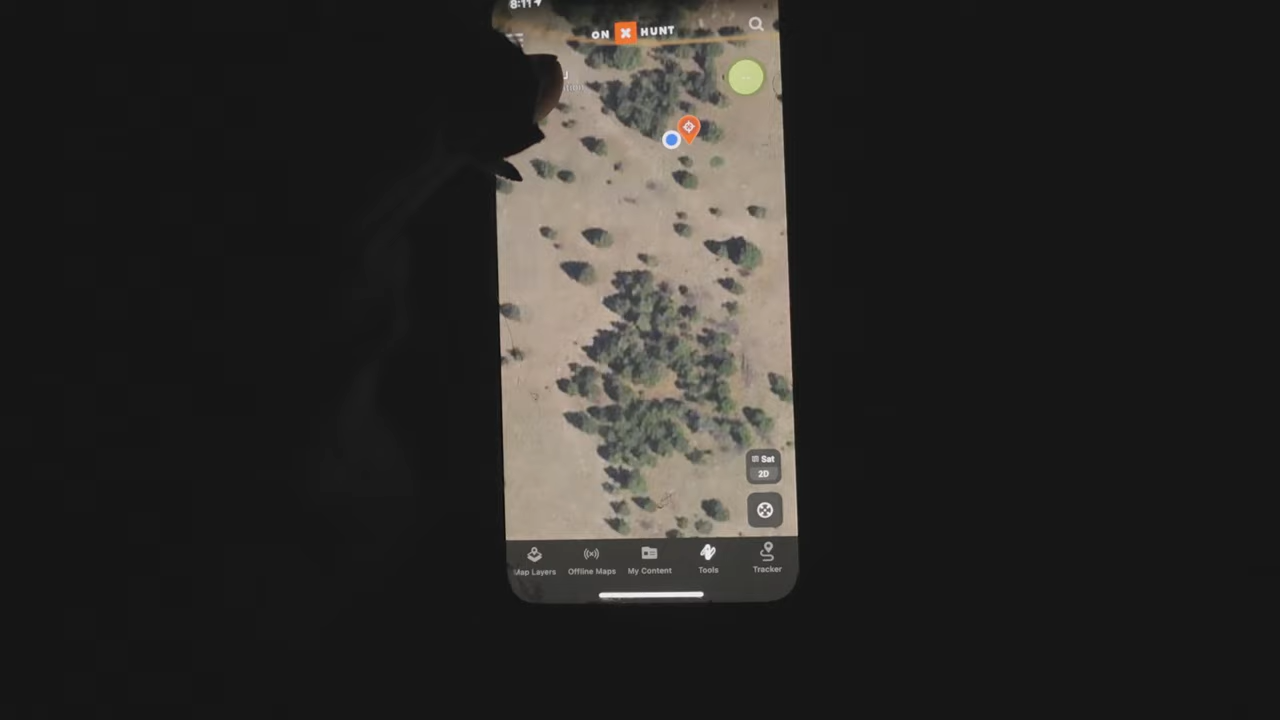 8:11
ON X HUNT
Sat
2D
Map Layers
Offline Maps
My Content
Tools
Tracker